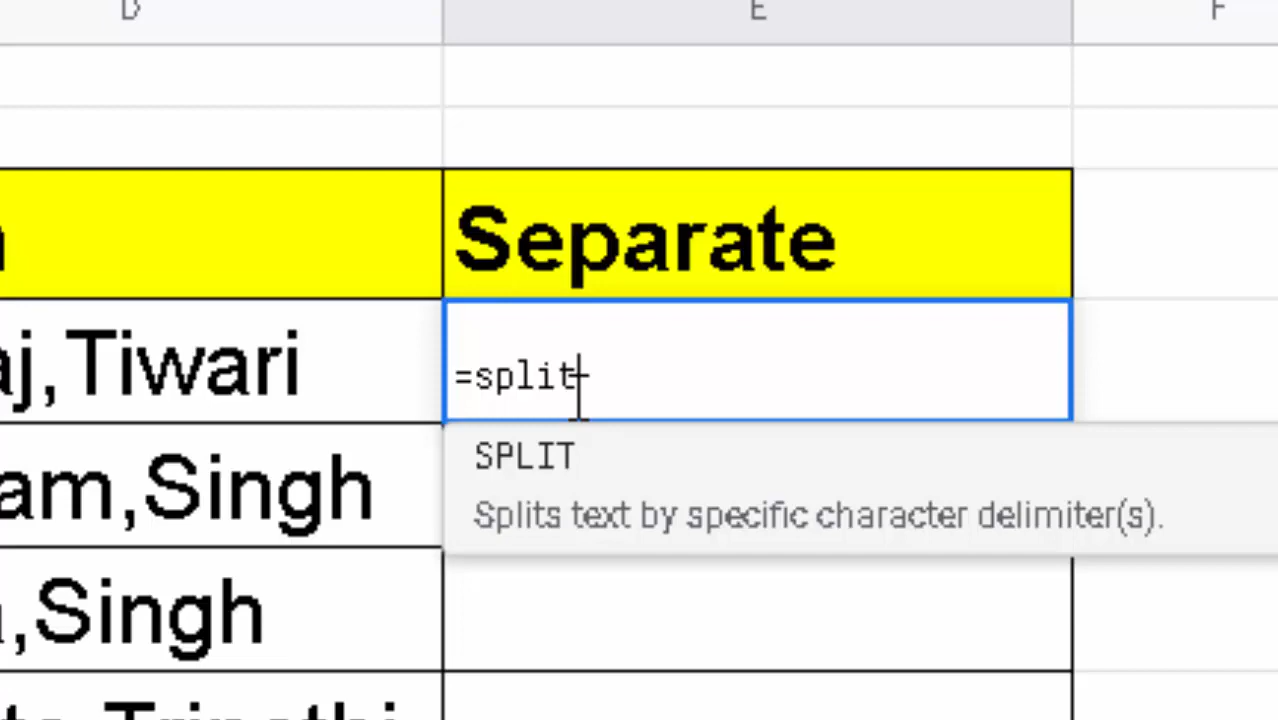 D E F
Separate
aj,Tiwari =split
SPLIT
Splits text by specific character delimiter(s).
am,Singh
,Singh